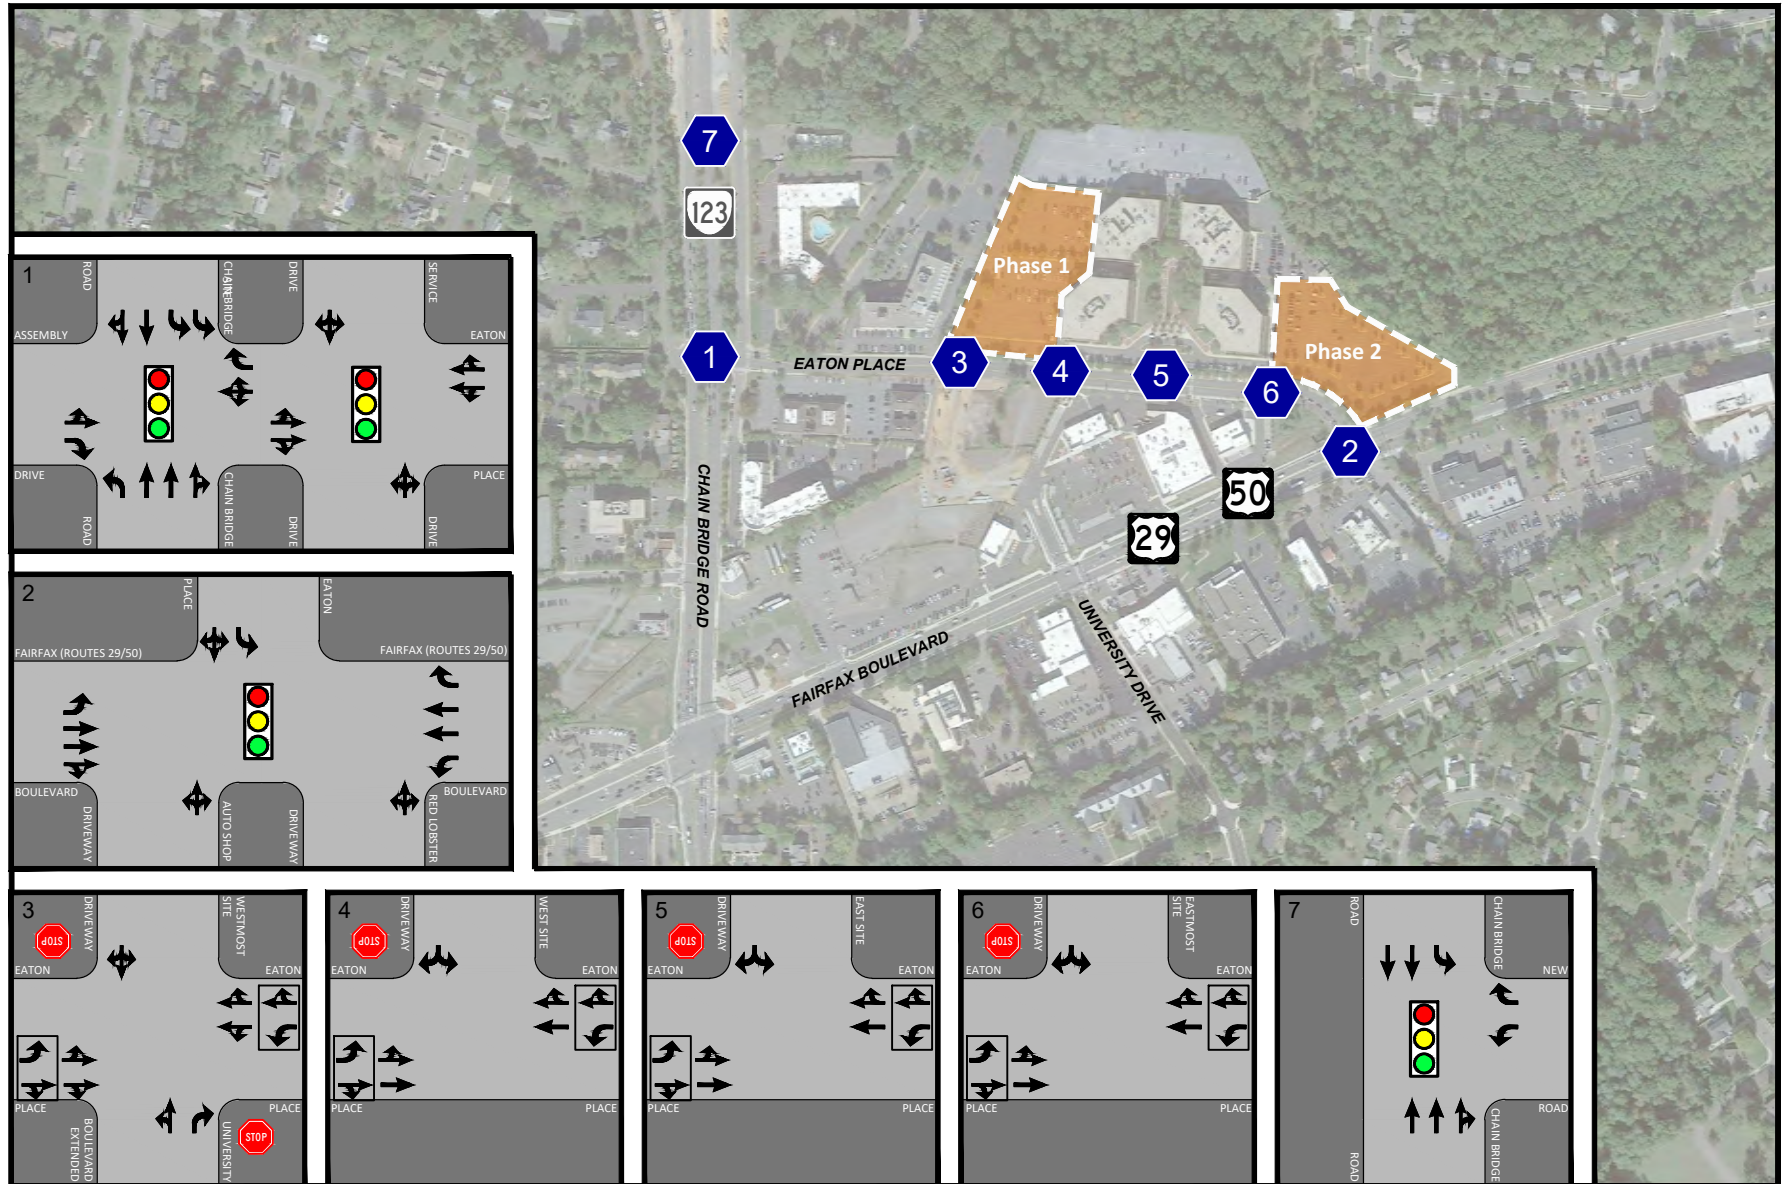 7
123
Phase 1
Phase 2
1
EATON PLACE
3
4
5
6
2
50
29
CHAIN BRIDGE ROAD
FAIRFAX BOULEVARD
UNIVERSITY DRIVE
1
ROAD
CHAIN BRIDGE
DRIVE
SERVICE
ASSEMBLY
EATON
DRIVE
PLACE
ROAD
CHAIN BRIDGE
DRIVE
DRIVE
2
PLACE
EATON
FAIRFAX (ROUTES 29/50)
FAIRFAX (ROUTES 29/50)
BOULEVARD
BOULEVARD
DRIVEWAY
AUTO SHOP
DRIVEWAY
RED LOBSTER
3
DRIVEWAY
WESTMOST
SITE
STOP
EATON
EATON
PLACE
PLACE
BOULEVARD
EXTENDED
UNIVERSITY
STOP
4
DRIVEWAY
WEST SITE
STOP
EATON
EATON
PLACE
PLACE
5
DRIVEWAY
EAST SITE
STOP
EATON
EATON
PLACE
PLACE
6
DRIVEWAY
EASTMOST
SITE
STOP
EATON
EATON
PLACE
PLACE
7
ROAD
CHAIN BRIDGE
NEW
ROAD
ROAD
CHAIN BRIDGE